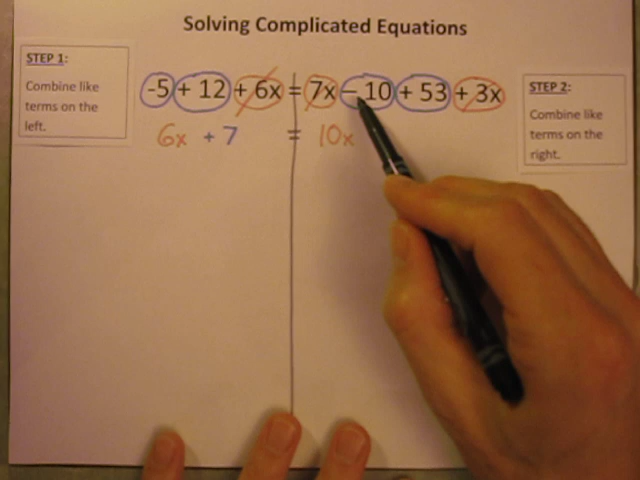 Solving Complicated Equations
STEP 1:
Combine like
terms on the
left.
-5 + 12 + 6x = 7x – 10 + 53 + 3x
6x + 7 = 10x
STEP 2:
Combine like
terms on the
right.